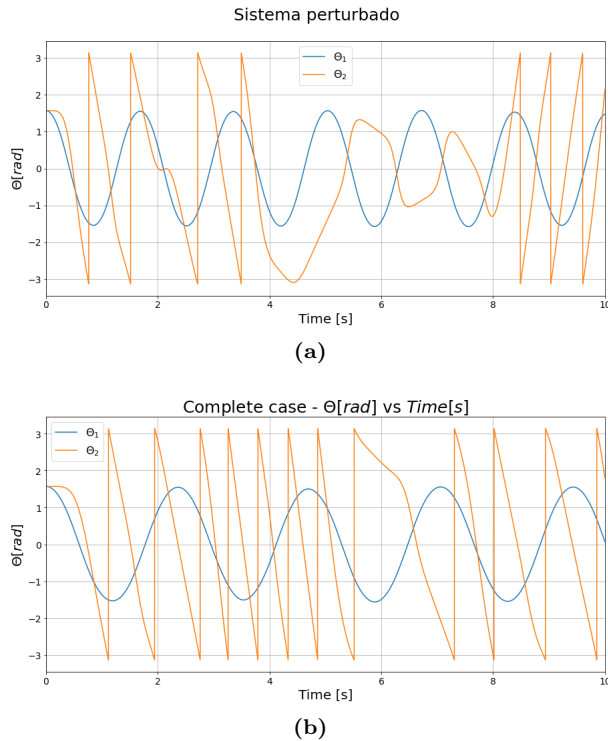 Sistema perturbado
Θ₁
Θ₂
3
2
1
0
−1
−2
−3
Θ[rad]
0
2
4
6
8
10
Time [s]
(a)
Complete case - Θ[rad] vs Time[s]
Θ₁
Θ₂
3
2
1
0
−1
−2
−3
Θ[rad]
0
2
4
6
8
10
Time [s]
(b)